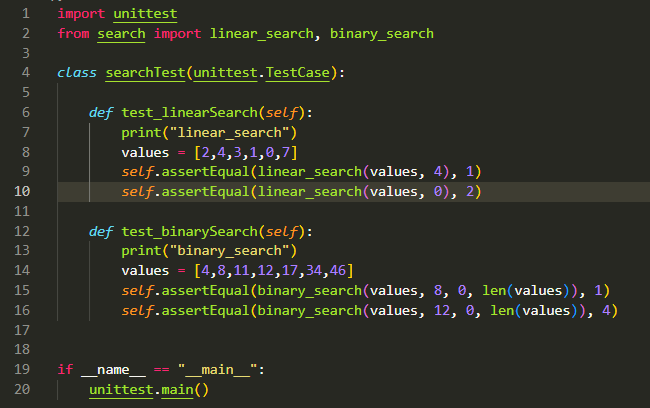 1 import unittest
2 from search import linear_search, binary_search
3
4 class searchTest(unittest.TestCase):
5
6     def test_linearSearch(self):
7         print("linear_search")
8         values = [2,4,3,1,0,7]
9         self.assertEqual(linear_search(values, 4), 1)
10         self.assertEqual(linear_search(values, 0), 2)
11
12     def test_binarySearch(self):
13         print("binary_search")
14         values = [4,8,11,12,17,34,46]
15         self.assertEqual(binary_search(values, 8, 0, len(values)), 1)
16         self.assertEqual(binary_search(values, 12, 0, len(values)), 4)
17
18
19 if __name__ == "__main__":
20     unittest.main()